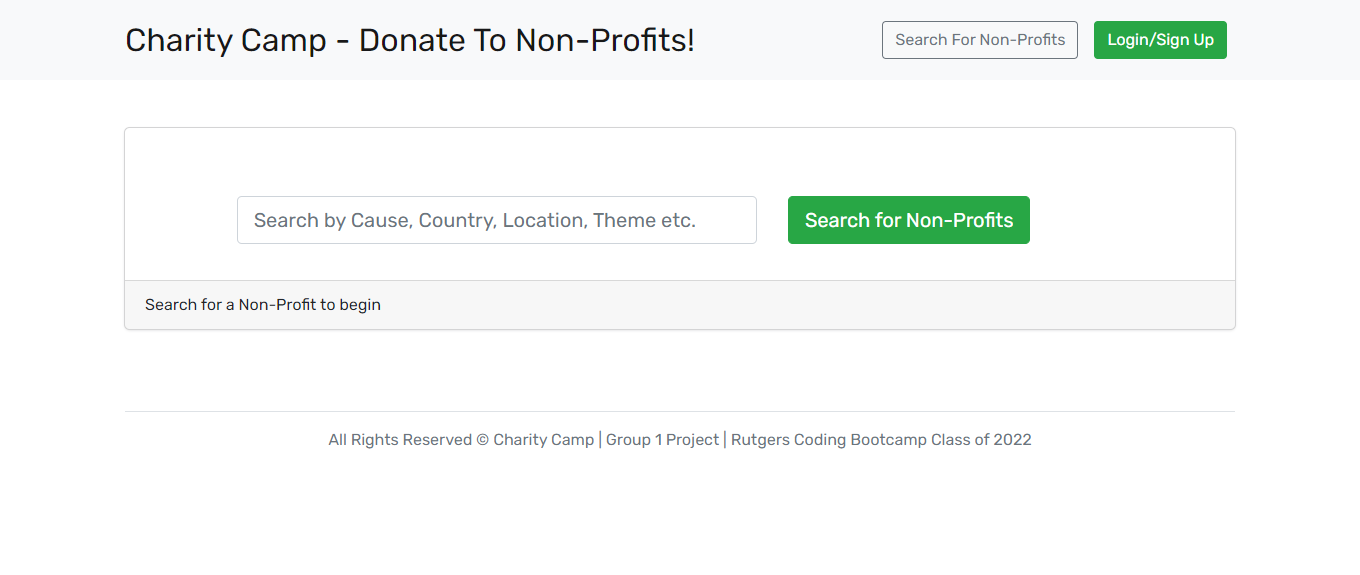 Charity Camp - Donate To Non-Profits!
Search For Non-Profits
Login/Sign Up
Search by Cause, Country, Location, Theme etc.
Search for Non-Profits
Search for a Non-Profit to begin
All Rights Reserved © Charity Camp | Group 1 Project | Rutgers Coding Bootcamp Class of 2022